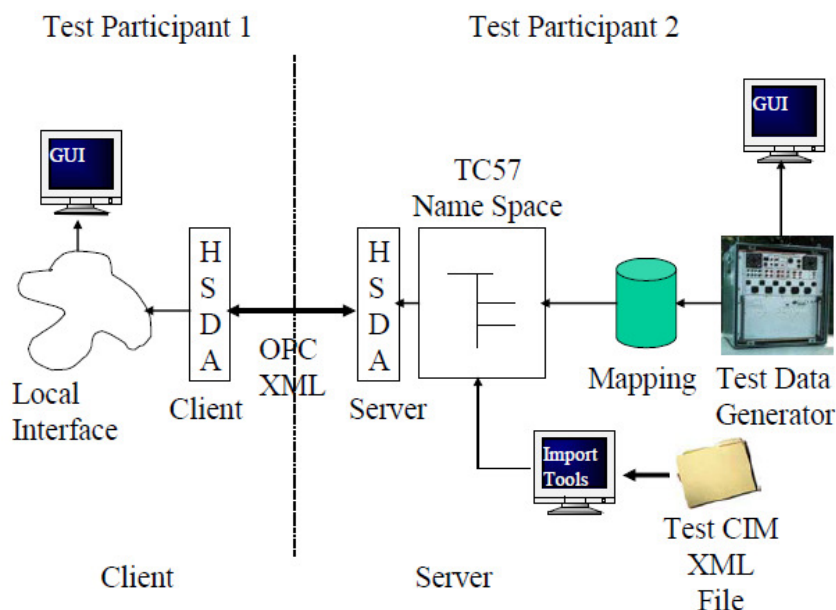 Test Participant 1
Test Participant 2
GUI
GUI
TC57
Name Space
H
S
D
A
H
S
D
A
OPC
XML
Local
Interface
Client
Server
Mapping
Test Data
Generator
Import
Tools
Test CIM
XML
File
Client
Server